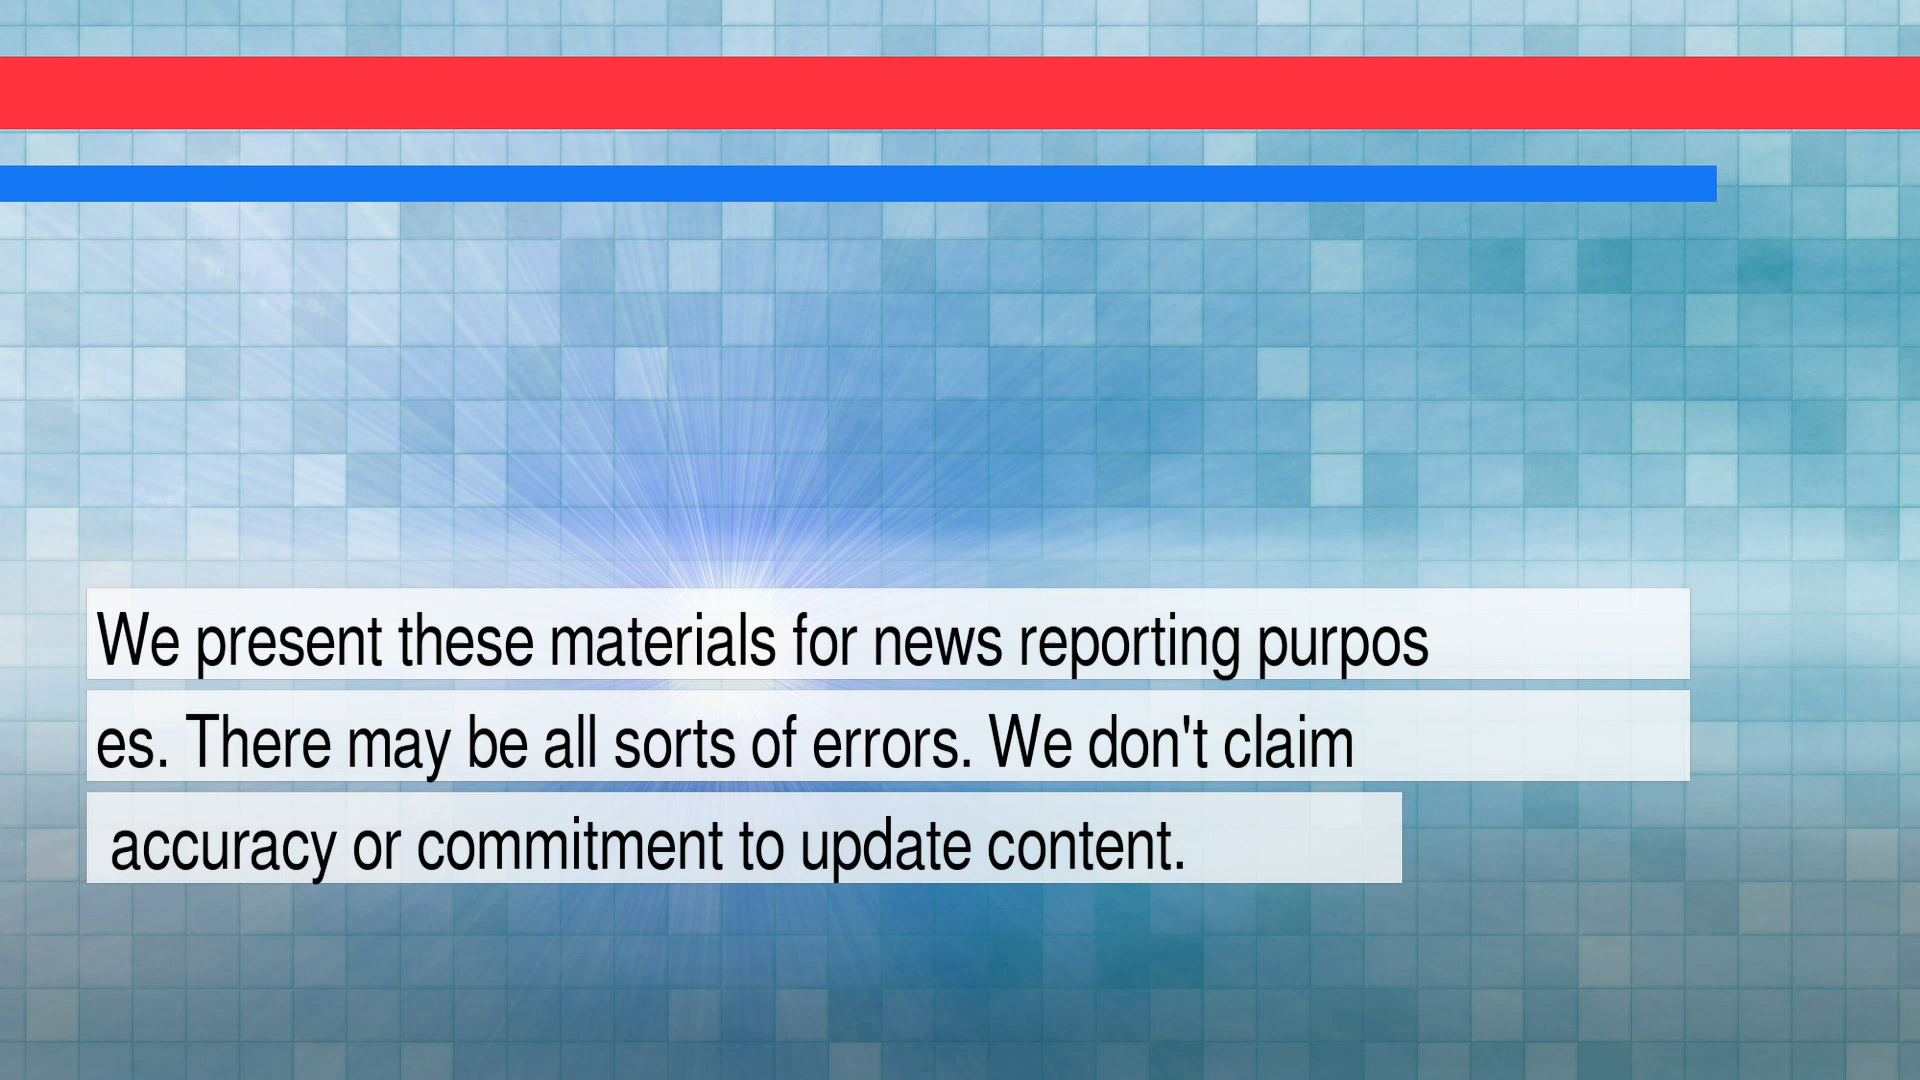 We present these materials for news reporting purpos
es. There may be all sorts of errors. We don't claim
accuracy or commitment to update content.